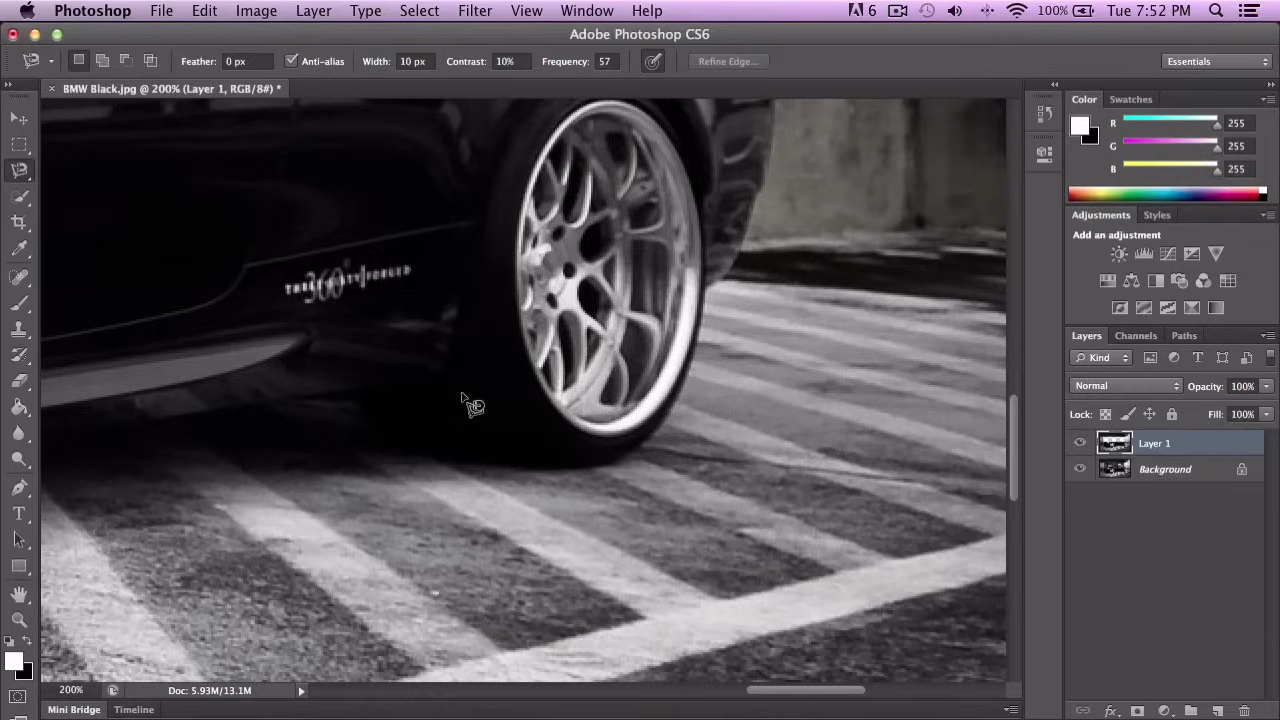 Photoshop File Edit Image Layer Type Select Filter View Window Help 6 100% Tue 7:52 PM
Adobe Photoshop CS6
Feather: 0 px Anti-alias Width: 10 px Contrast: 10% Frequency: 57 Refine Edge... Essentials
× BMW Black.jpg @ 200% (Layer 1, RGB/8#) *
Color Swatches
R 255
G 255
B 255
Adjustments Styles
Add an adjustment
360
FORGED
Layers Channels Paths
Kind
Normal Opacity: 100%
Lock: Fill: 100%
Layer 1
Background
200% Doc: 5.93M/13.1M
Mini Bridge Timeline